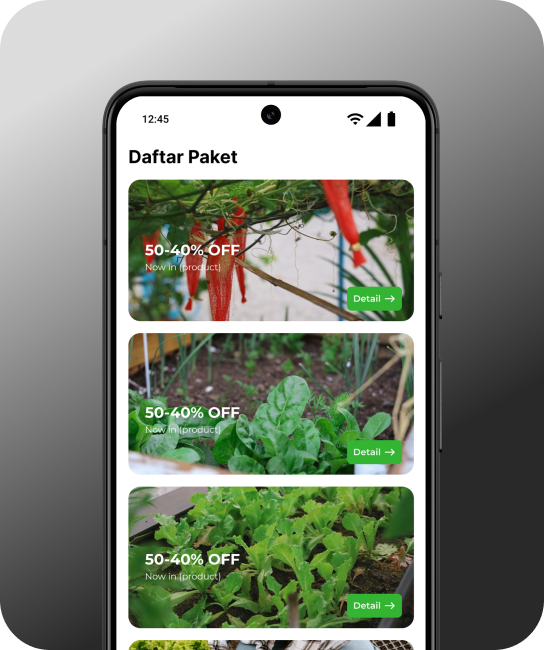 12:45
Daftar Paket
50-40% OFF
Now in (product)
Detail
50-40% OFF
Now in (product)
Detail
50-40% OFF
Now in (product)
Detail